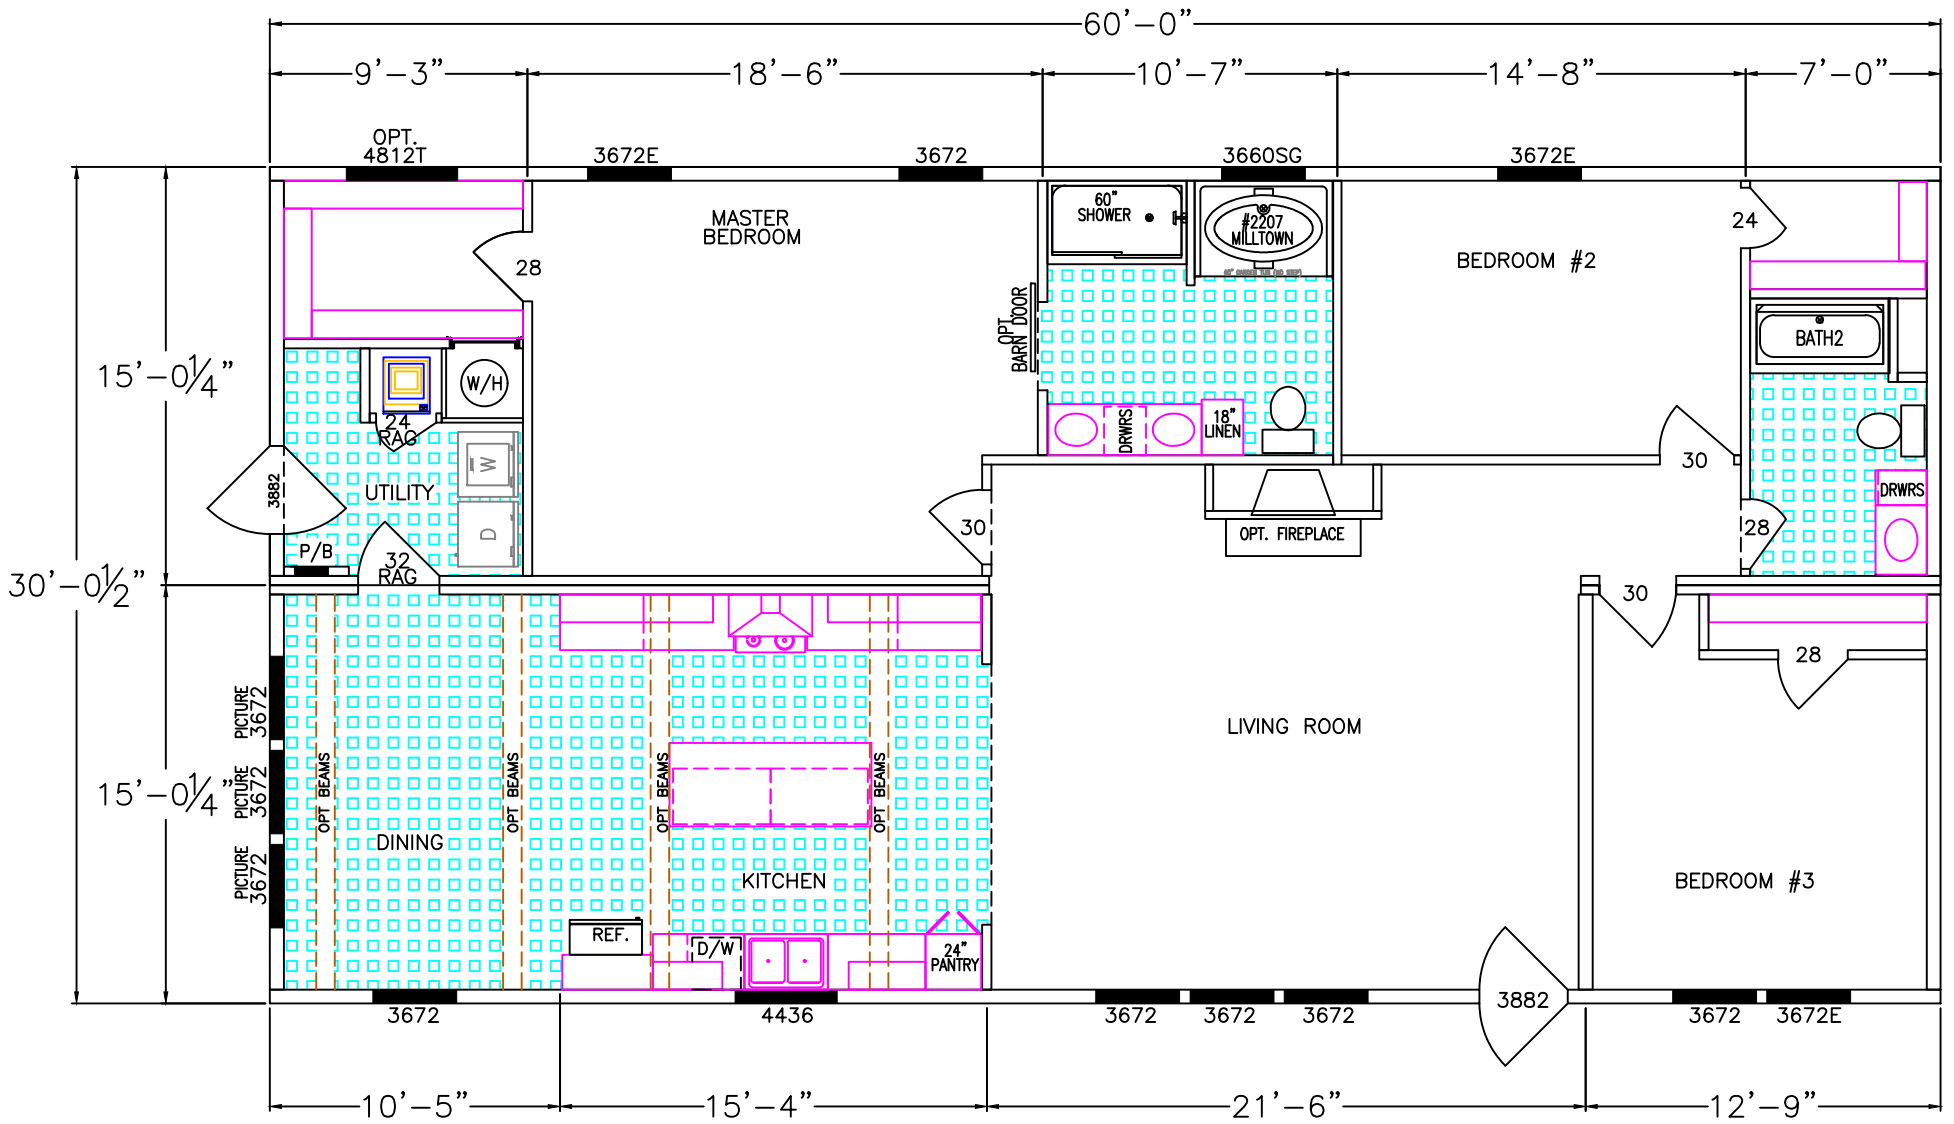 60'-0"
9'-3"
18'-6"
10'-7"
14'-8"
7'-0"
OPT.
4812T
3672E
3672
3660SG
3672E
MASTER
BEDROOM
60"
SHOWER
#2207
MILLTOWN
60" GARDEN TUB (NO STEP)
BEDROOM #2
24
28
OPT.
BARN DOOR
BATH2
15'-0¼"
W/H
24
RAG
DRWRS
18"
LINEN
30
W
UTILITY
3882
DRWRS
30
OPT. FIREPLACE
28
D
P/B
32
RAG
30'-0½"
30
28
PICTURE
3672
PICTURE
3672
PICTURE
3672
LIVING ROOM
15'-0¼"
OPT BEAMS
OPT BEAMS
OPT BEAMS
OPT BEAMS
DINING
KITCHEN
BEDROOM #3
REF.
D/W
24"
PANTRY
3882
3672
4436
3672
3672
3672
3672
3672E
10'-5"
15'-4"
21'-6"
12'-9"